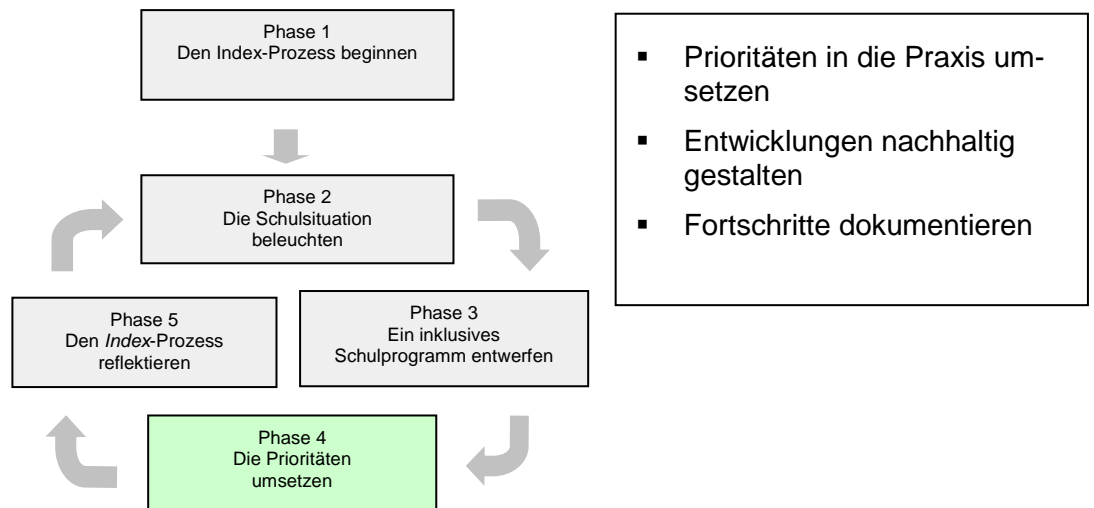 Phase 1
Den Index-Prozess beginnen
Phase 2
Die Schulsituation
beleuchten
Phase 5
Den Index-Prozess
reflektieren
Phase 3
Ein inklusives
Schulprogramm entwerfen
Phase 4
Die Prioritäten
umsetzen
▪ Prioritäten in die Praxis um-
setzen
▪ Entwicklungen nachhaltig
gestalten
▪ Fortschritte dokumentieren